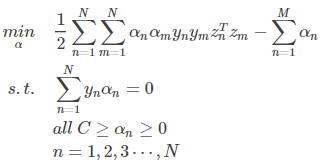 min_α 1/2 ∑_{n=1}^{N} ∑_{m=1}^{N} α_n α_m y_n y_m z_n^T z_m − ∑_{n=1}^{M} α_n
s.t. ∑_{n=1}^{N} y_n α_n = 0
all C ≥ α_n ≥ 0
n = 1, 2, 3 ⋯ , N